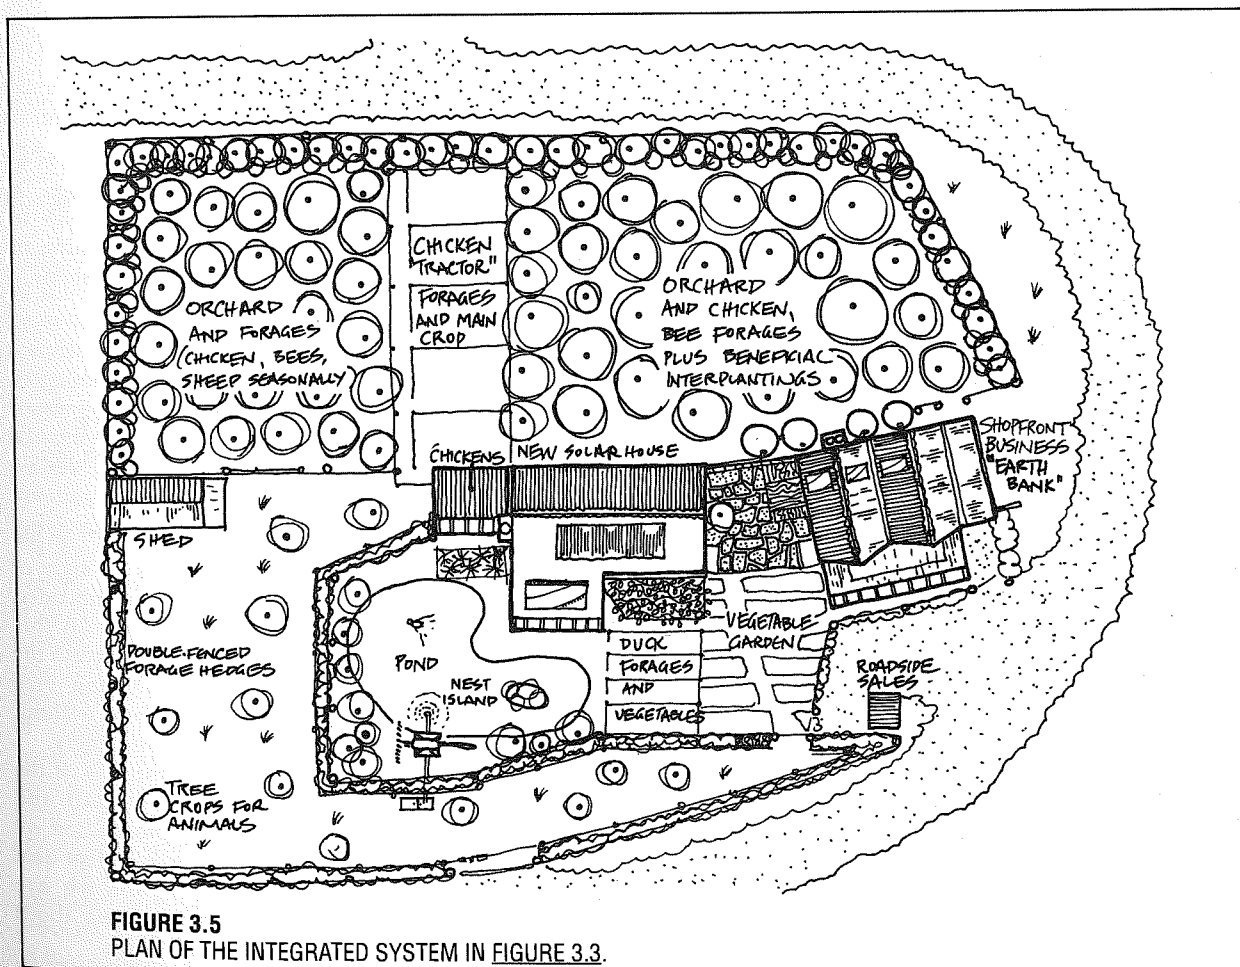 CHICKEN
"TRACTOR"
FORAGES
AND MAIN
CROP
ORCHARD
AND FORAGES
CHICKEN, BEES,
SHEEP SEASONALLY
ORCHARD
AND CHICKEN,
BEE FORAGES
PLUS BENEFICIAL
INTERPLANTINGS
CHICKENS
NEW SOLAR HOUSE
SHOPFRONT
BUSINESS
"EARTH
BANK"
SHED
DOUBLE-FENCED
FORAGE HEDGES
POND
NEST
ISLAND
DUCK
FORAGES
AND
VEGETABLES
VEGETABLE
GARDEN
ROADSIDE
SALES
TREE
CROPS FOR
ANIMALS
FIGURE 3.5
PLAN OF THE INTEGRATED SYSTEM IN FIGURE 3.3.